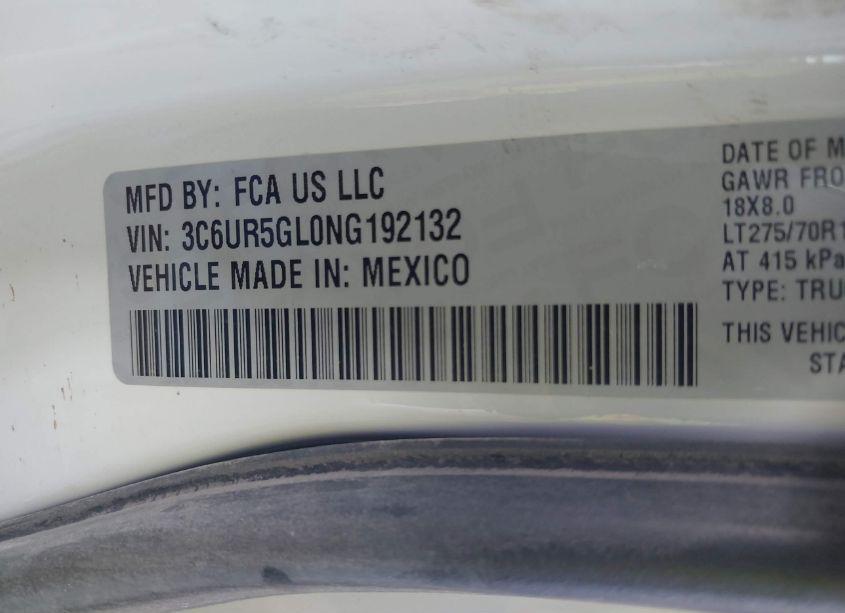 MFD BY: FCA US LLC
VIN: 3C6UR5GL0NG192132
VEHICLE MADE IN: MEXICO
DATE OF M
GAWR FRO
18X8.0
LT275/70R1
AT 415 kPa
TYPE: TRU
THIS VEHIC
STA